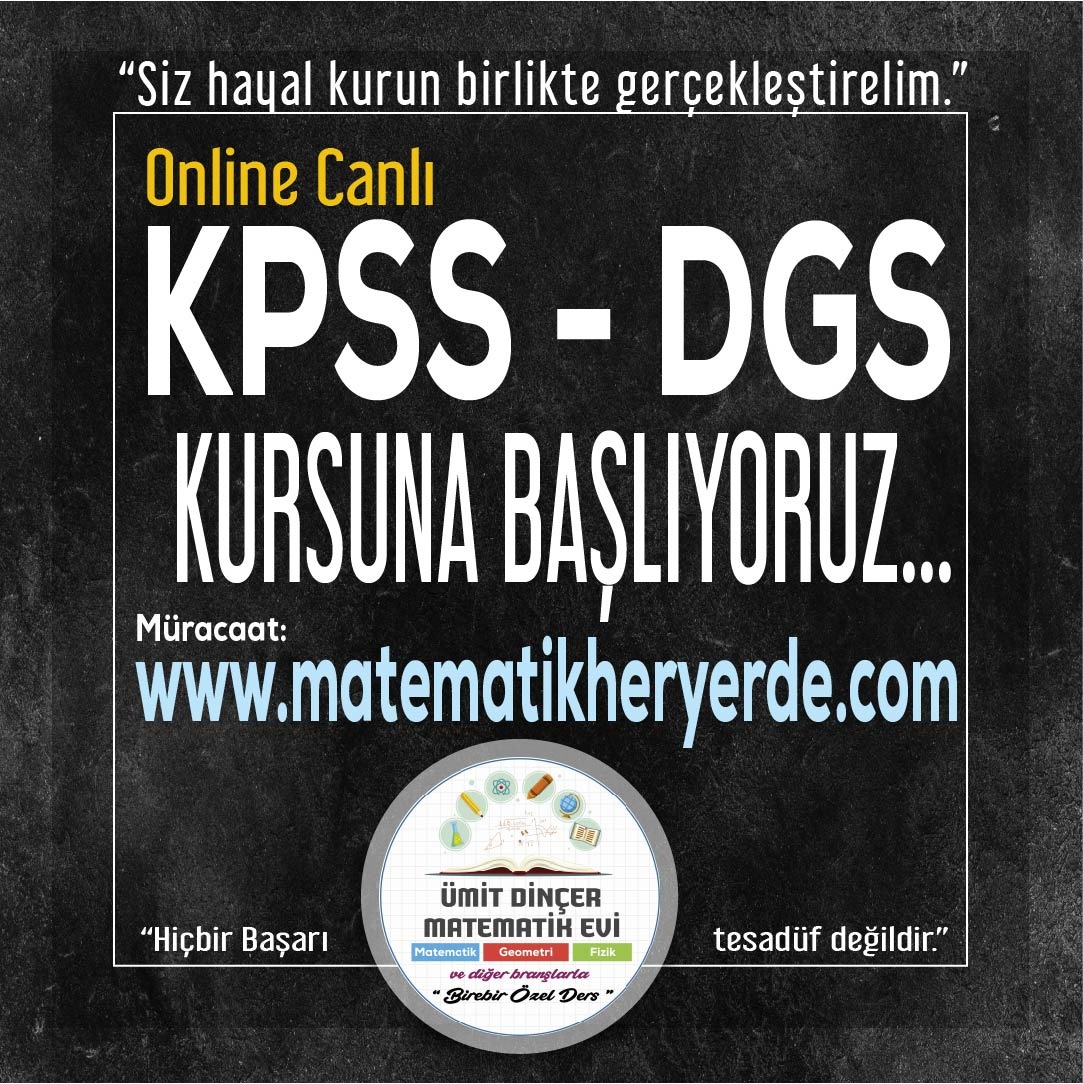 “Siz hayal kurun birlikte gerçekleştirelim.”
Online Canlı
KPSS - DGS
KURSUNA BAŞLIYORUZ...
Müracaat:
www.matematikheryerde.com
ÜMİT DİNÇER
MATEMATİK EVİ
Matematik Geometri Fizik
ve diğer branşlarla
“ Birebir Özel Ders ”
“Hiçbir Başarı tesadüf değildir.”